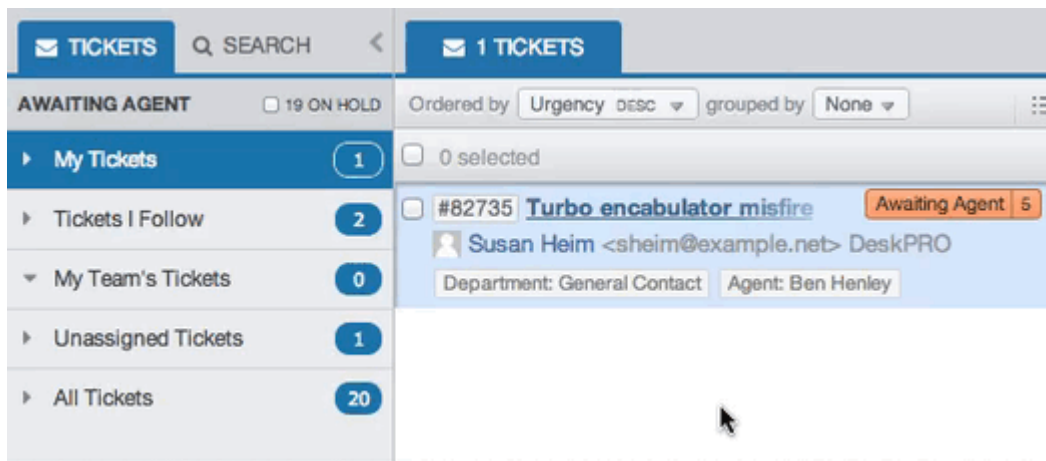 TICKETS
SEARCH
AWAITING AGENT
19 ON HOLD
My Tickets 1
Tickets I Follow 2
My Team's Tickets 0
Unassigned Tickets 1
All Tickets 20
1 TICKETS
Ordered by Urgency DESC grouped by None
0 selected
#82735 Turbo encabulator misfire Awaiting Agent 5
Susan Heim <sheim@example.net> DeskPRO
Department: General Contact Agent: Ben Henley